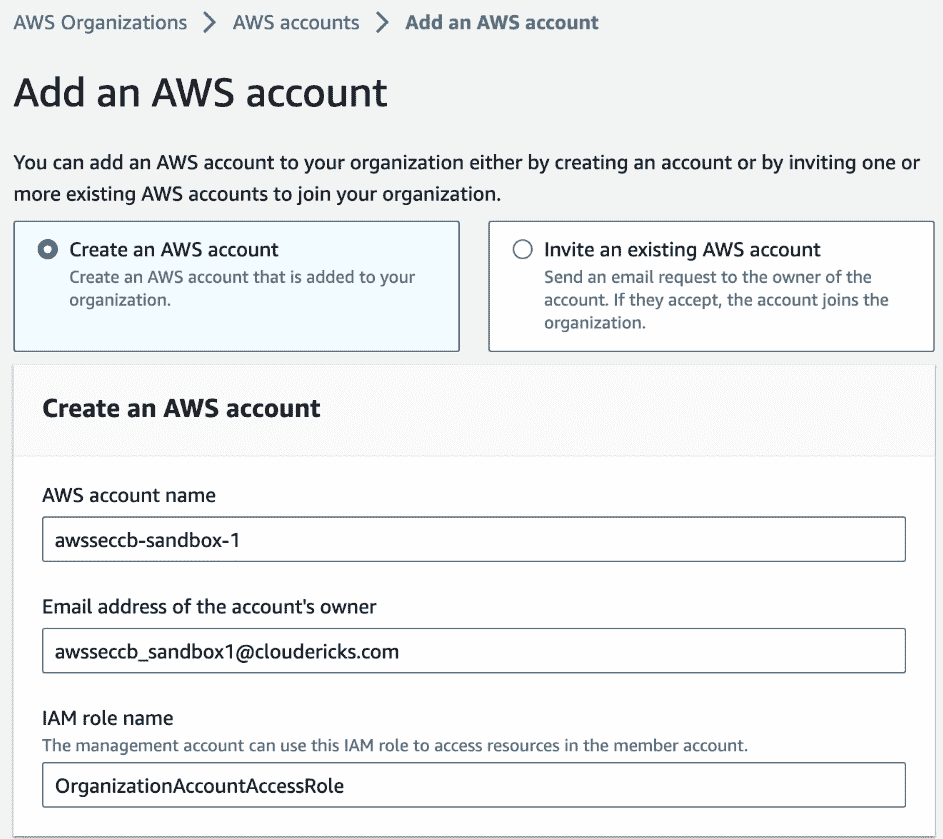 AWS Organizations > AWS accounts > Add an AWS account
Add an AWS account
You can add an AWS account to your organization either by creating an account or by inviting one or
more existing AWS accounts to join your organization.
Create an AWS account
Create an AWS account that is added to your
organization.
Invite an existing AWS account
Send an email request to the owner of the
account. If they accept, the account joins the
organization.
Create an AWS account
AWS account name
awsseccb-sandbox-1
Email address of the account's owner
awsseccb_sandbox1@cloudericks.com
IAM role name
The management account can use this IAM role to access resources in the member account.
OrganizationAccountAccessRole